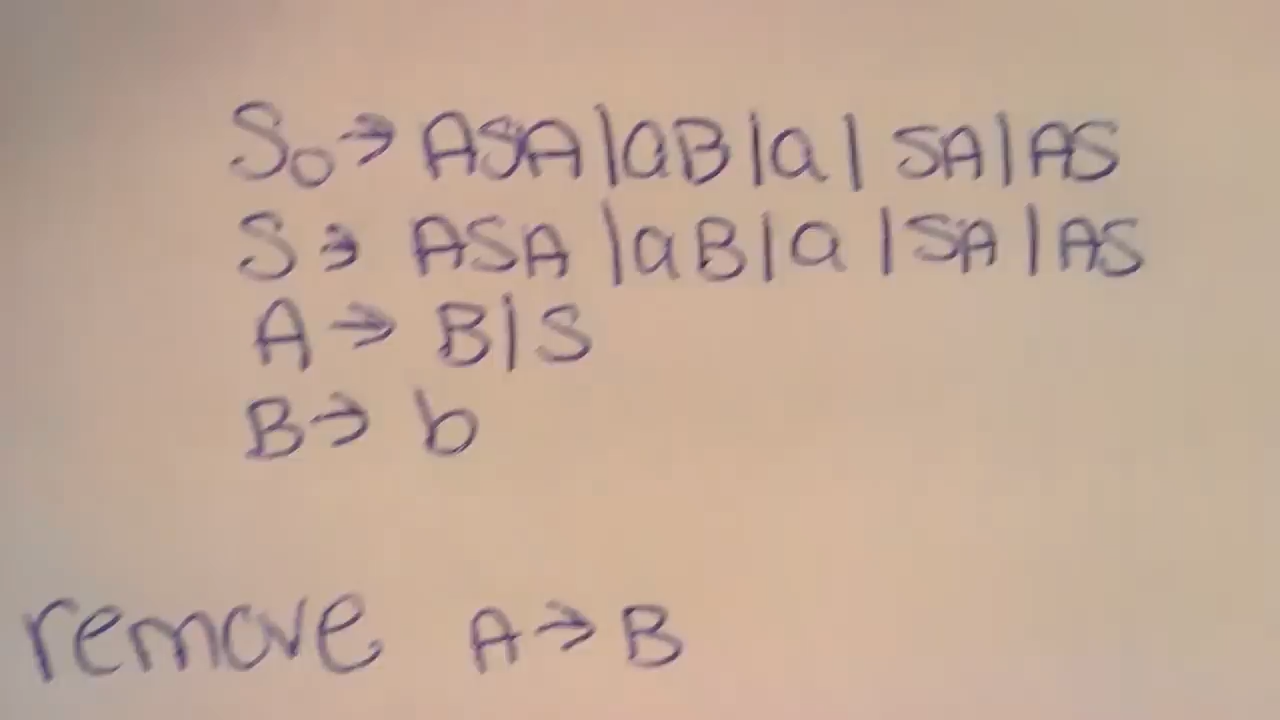 S₀ → ASA | aB | a | SA | AS
S → ASA | aB | a | SA | AS
A → B | S
B → b
remove A → B